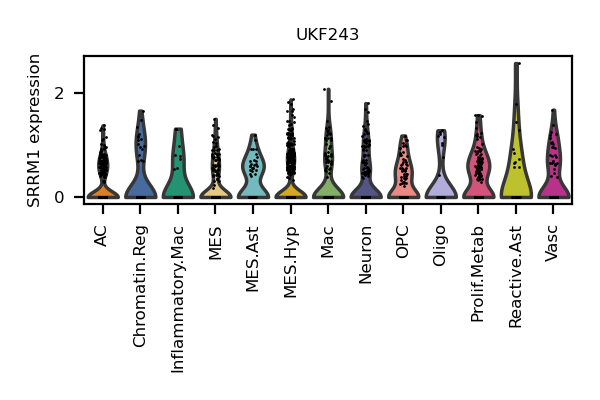 UKF243
SRRM1 expression
2
0
AC
Chromatin.Reg
Inflammatory.Mac
MES
MES.Ast
MES.Hyp
Mac
Neuron
OPC
Oligo
Prolif.Metab
Reactive.Ast
Vasc